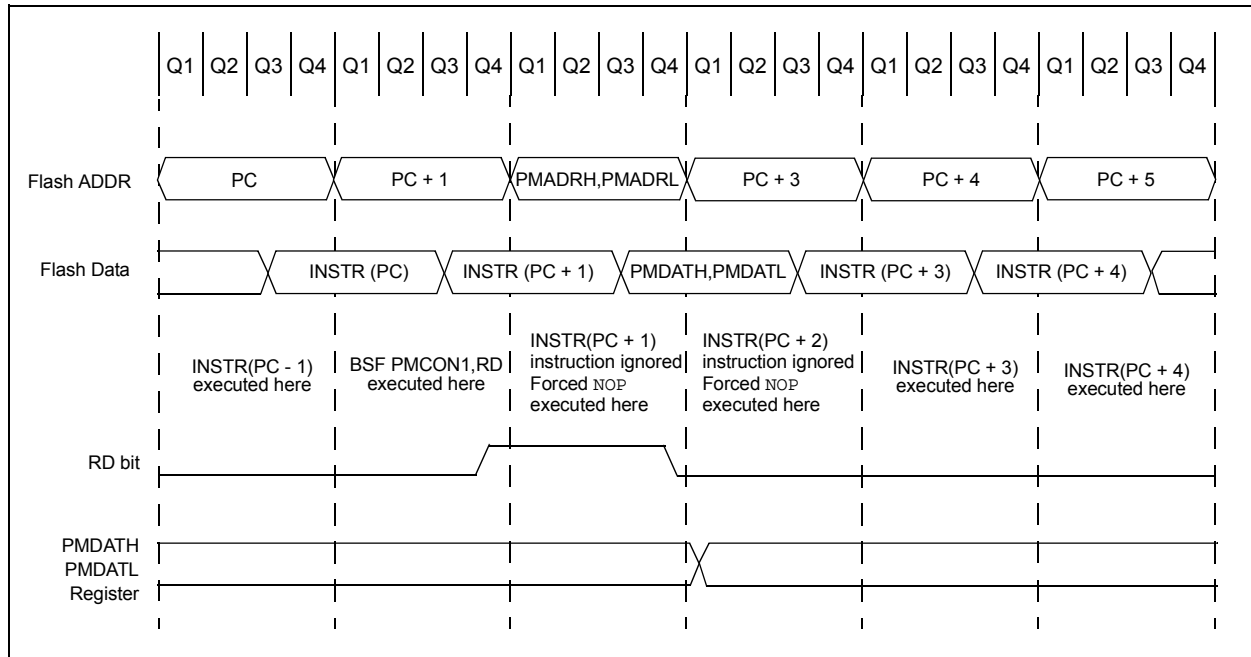 Q1 Q2 Q3 Q4 Q1 Q2 Q3 Q4 Q1 Q2 Q3 Q4 Q1 Q2 Q3 Q4 Q1 Q2 Q3 Q4 Q1 Q2 Q3 Q4
Flash ADDR PC PC + 1 PMADRH,PMADRL PC + 3 PC + 4 PC + 5
Flash Data INSTR (PC) INSTR (PC + 1) PMDATH,PMDATL INSTR (PC + 3) INSTR (PC + 4)
INSTR(PC - 1)
executed here
BSF PMCON1,RD
executed here
INSTR(PC + 1)
instruction ignored
Forced NOP
executed here
INSTR(PC + 2)
instruction ignored
Forced NOP
executed here
INSTR(PC + 3)
executed here
INSTR(PC + 4)
executed here
RD bit
PMDATH
PMDATL
Register